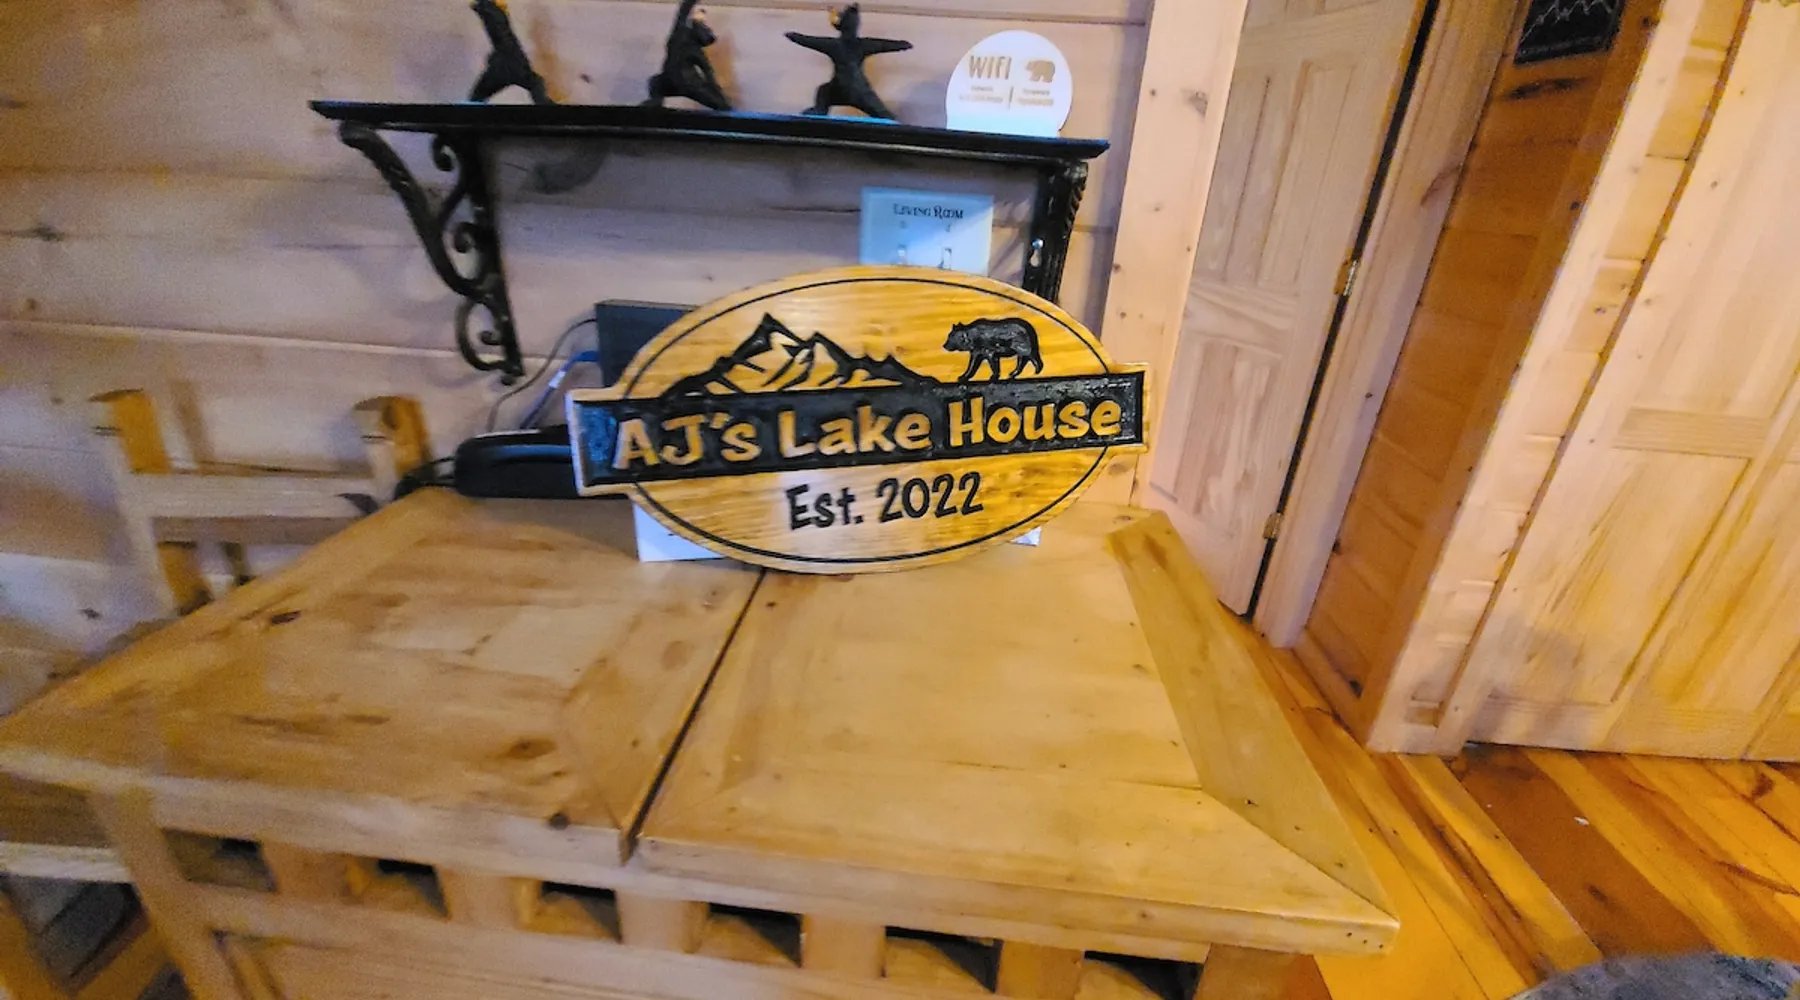 WIFI
LIVING ROOM
AJ's Lake House
Est. 2022